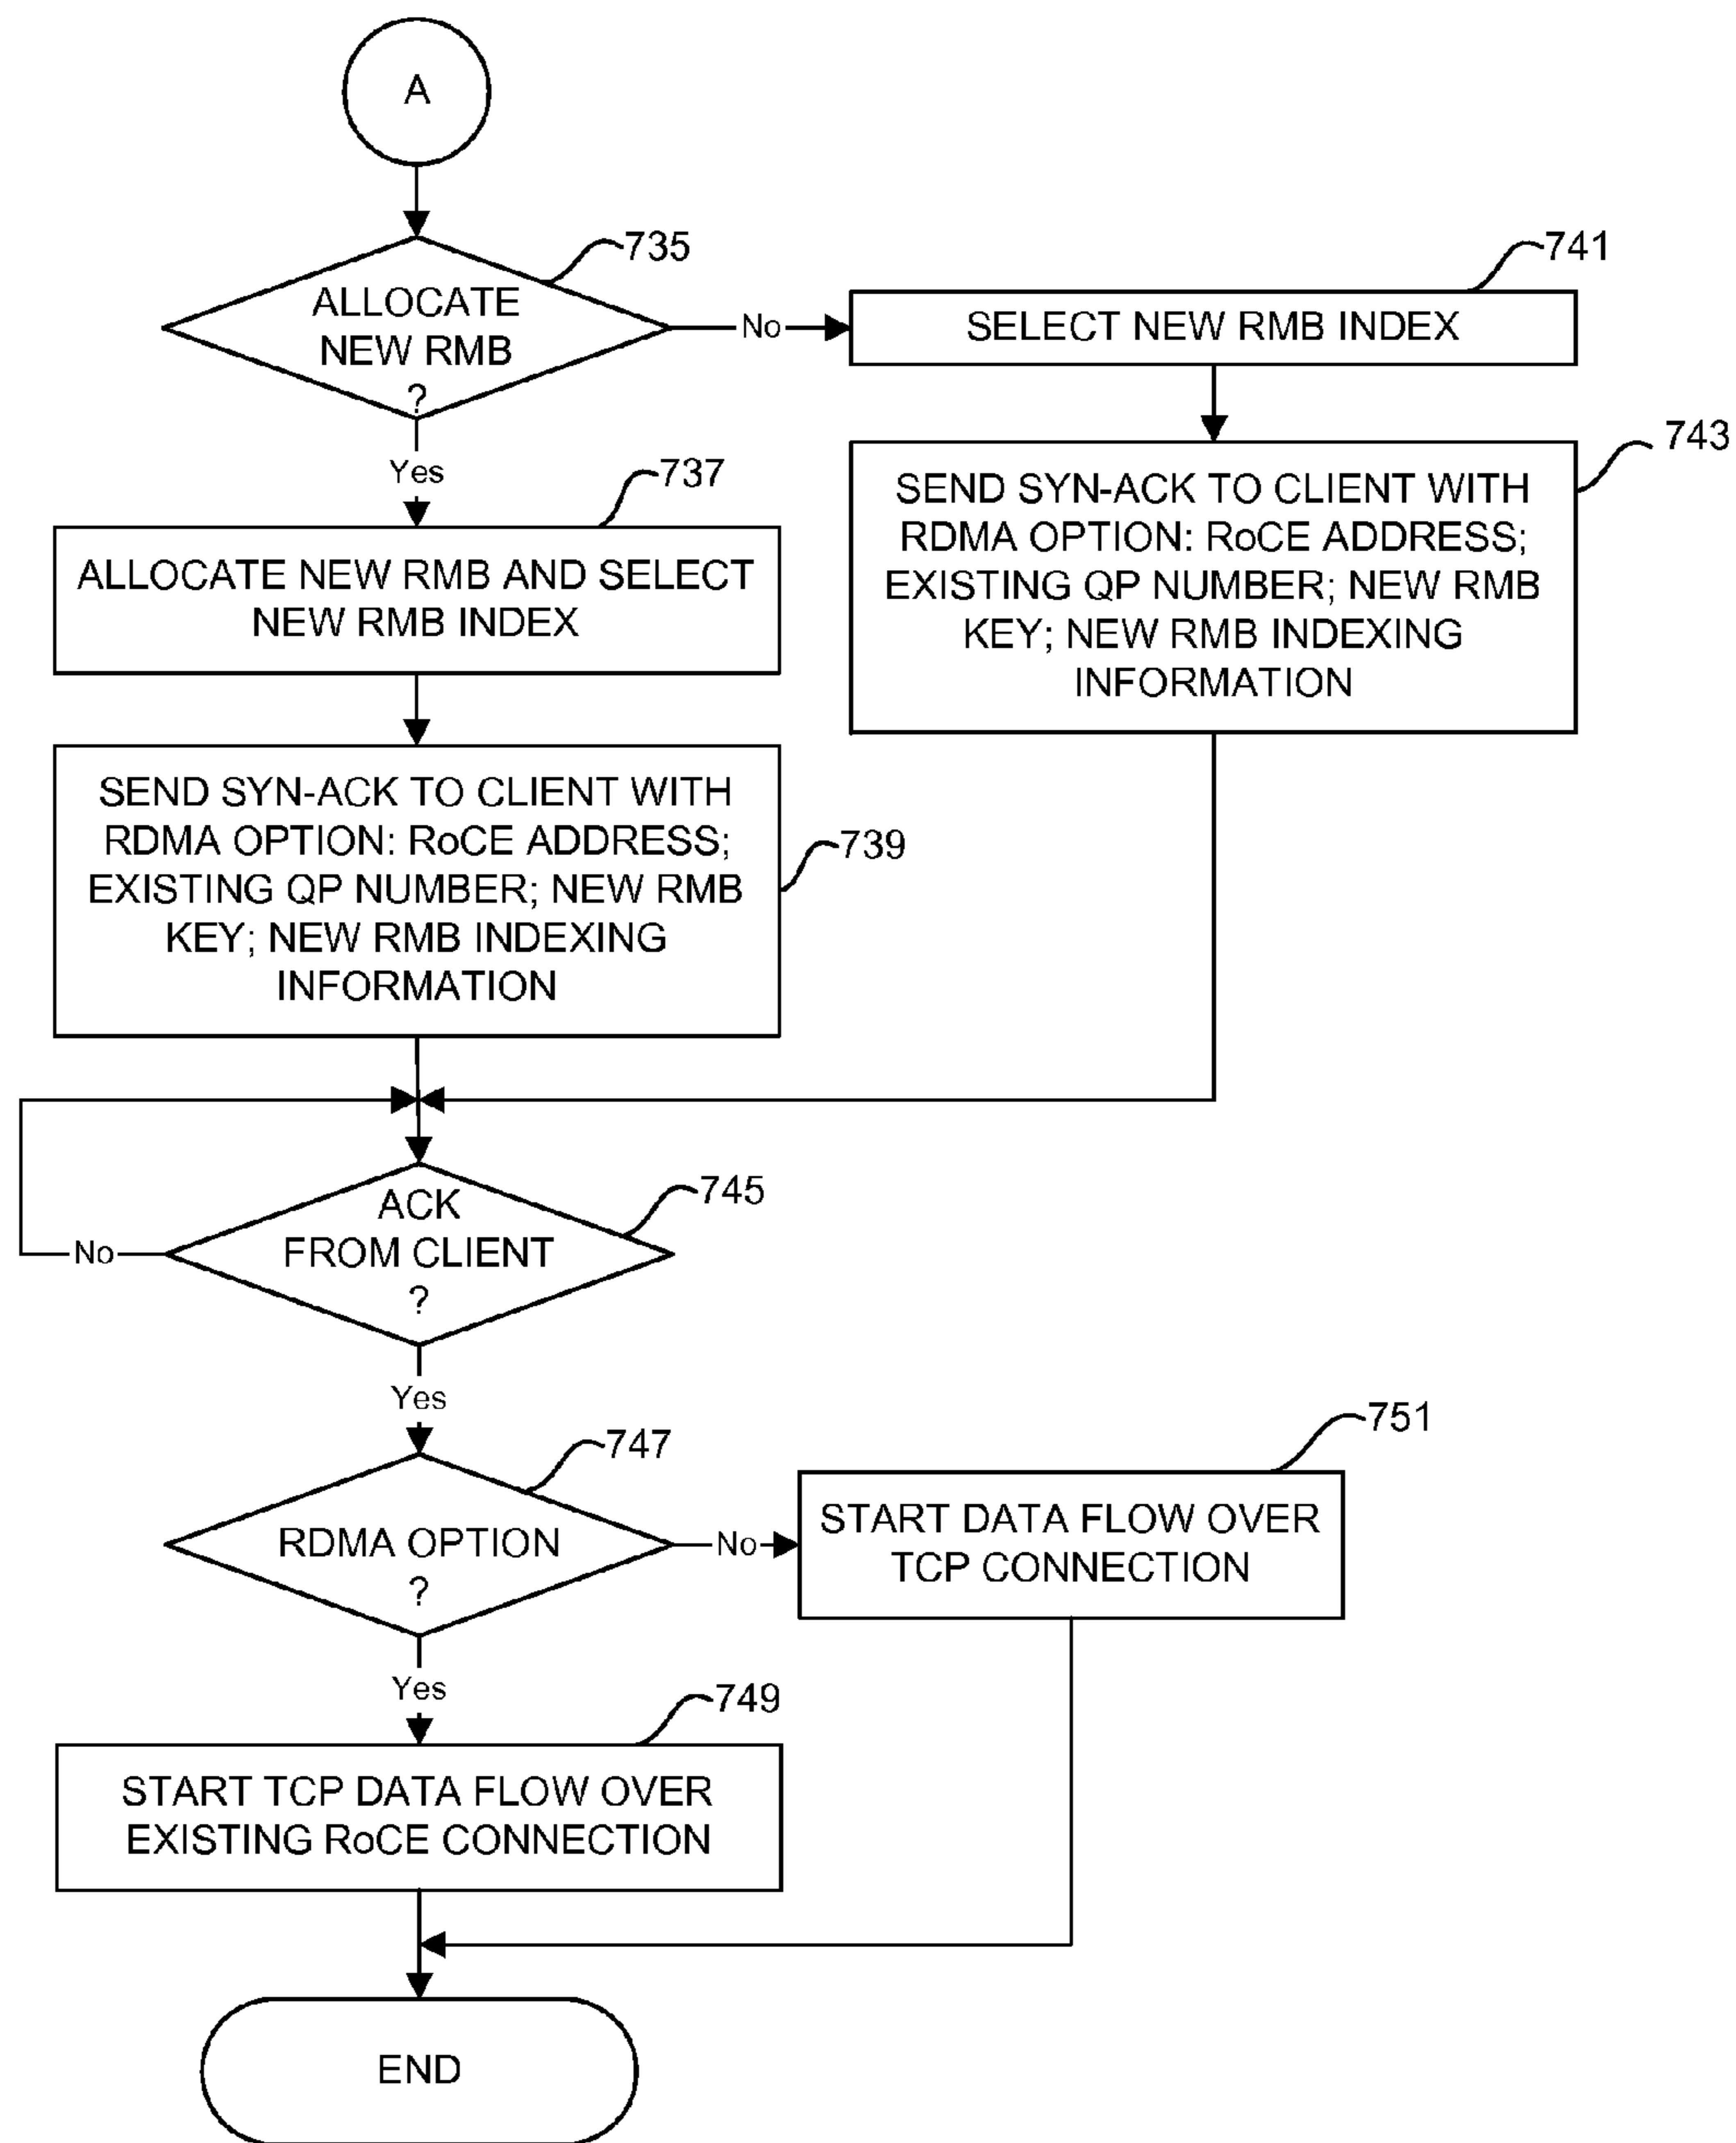 A
735
ALLOCATE
NEW RMB
?
No
741
SELECT NEW RMB INDEX
Yes
737
ALLOCATE NEW RMB AND SELECT
NEW RMB INDEX
743
SEND SYN-ACK TO CLIENT WITH
RDMA OPTION: RoCE ADDRESS;
EXISTING QP NUMBER; NEW RMB
KEY; NEW RMB INDEXING
INFORMATION
SEND SYN-ACK TO CLIENT WITH
RDMA OPTION: RoCE ADDRESS;
EXISTING QP NUMBER; NEW RMB
KEY; NEW RMB INDEXING
INFORMATION
739
745
ACK
FROM CLIENT
?
No
Yes
747
RDMA OPTION
?
No
751
START DATA FLOW OVER
TCP CONNECTION
Yes
749
START TCP DATA FLOW OVER
EXISTING RoCE CONNECTION
END